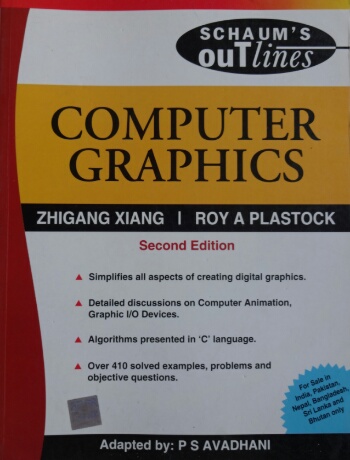 SCHAUM'S
ouTlines
COMPUTER
GRAPHICS
ZHIGANG XIANG | ROY A PLASTOCK
Second Edition
Simplifies all aspects of creating digital graphics.
Detailed discussions on Computer Animation,
Graphic I/O Devices.
Algorithms presented in 'C' language.
Over 410 solved examples, problems and
objective questions.
For Sale in
India, Pakistan,
Nepal, Bangladesh,
Sri Lanka and
Bhutan only
Adapted by: P S AVADHANI